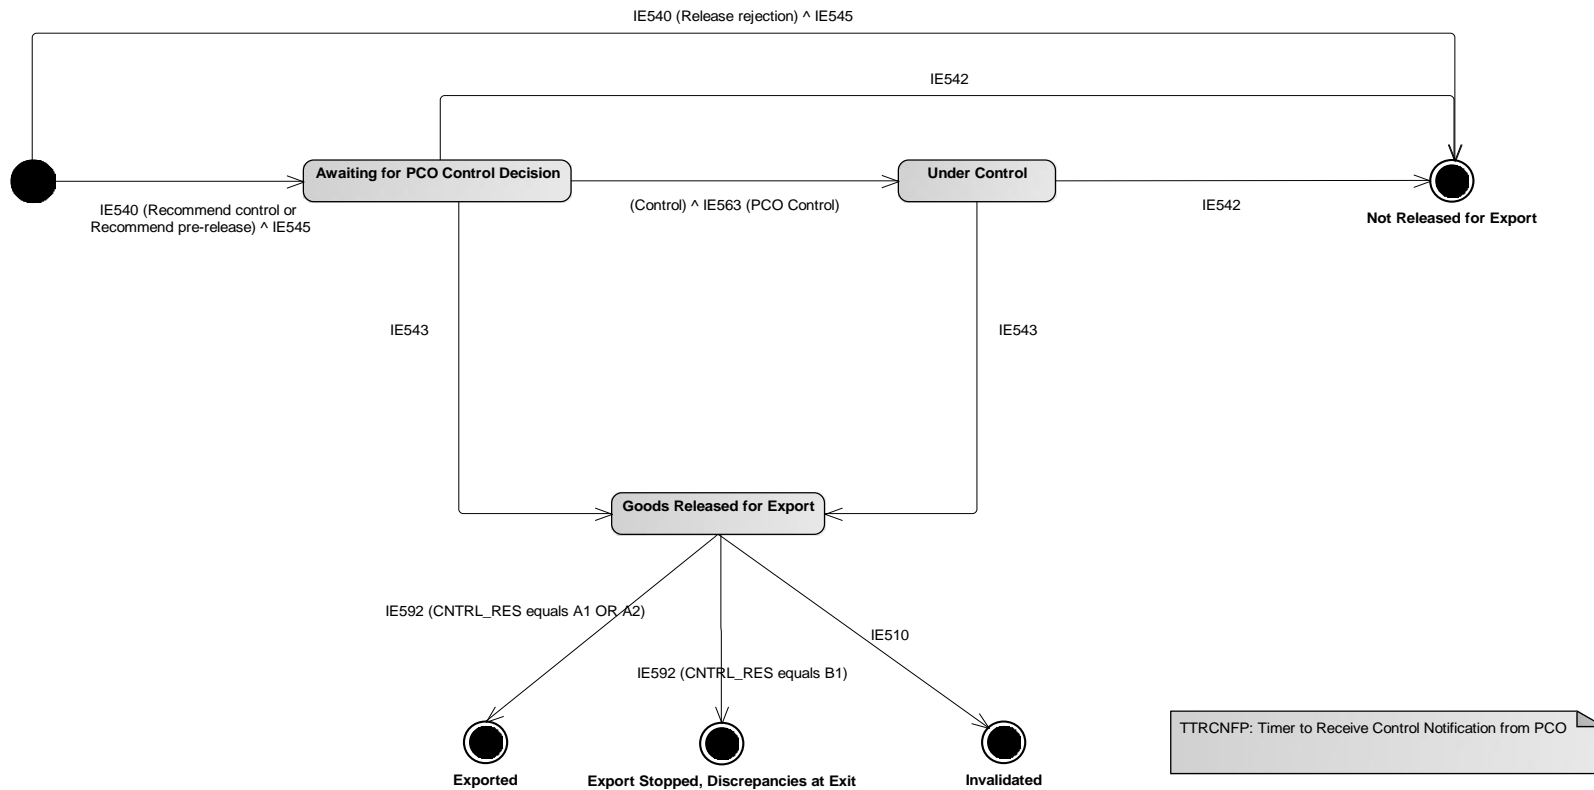 IE540 (Release rejection) ^ IE545
IE542
Awaiting for PCO Control Decision
Under Control
IE540 (Recommend control or
Recommend pre-release) ^ IE545
(Control) ^ IE563 (PCO Control)
IE542
Not Released for Export
IE543
IE543
Goods Released for Export
IE592 (CNTRL_RES equals A1 OR A2)
IE510
IE592 (CNTRL_RES equals B1)
TTRCNFP: Timer to Receive Control Notification from PCO
Exported
Export Stopped, Discrepancies at Exit
Invalidated